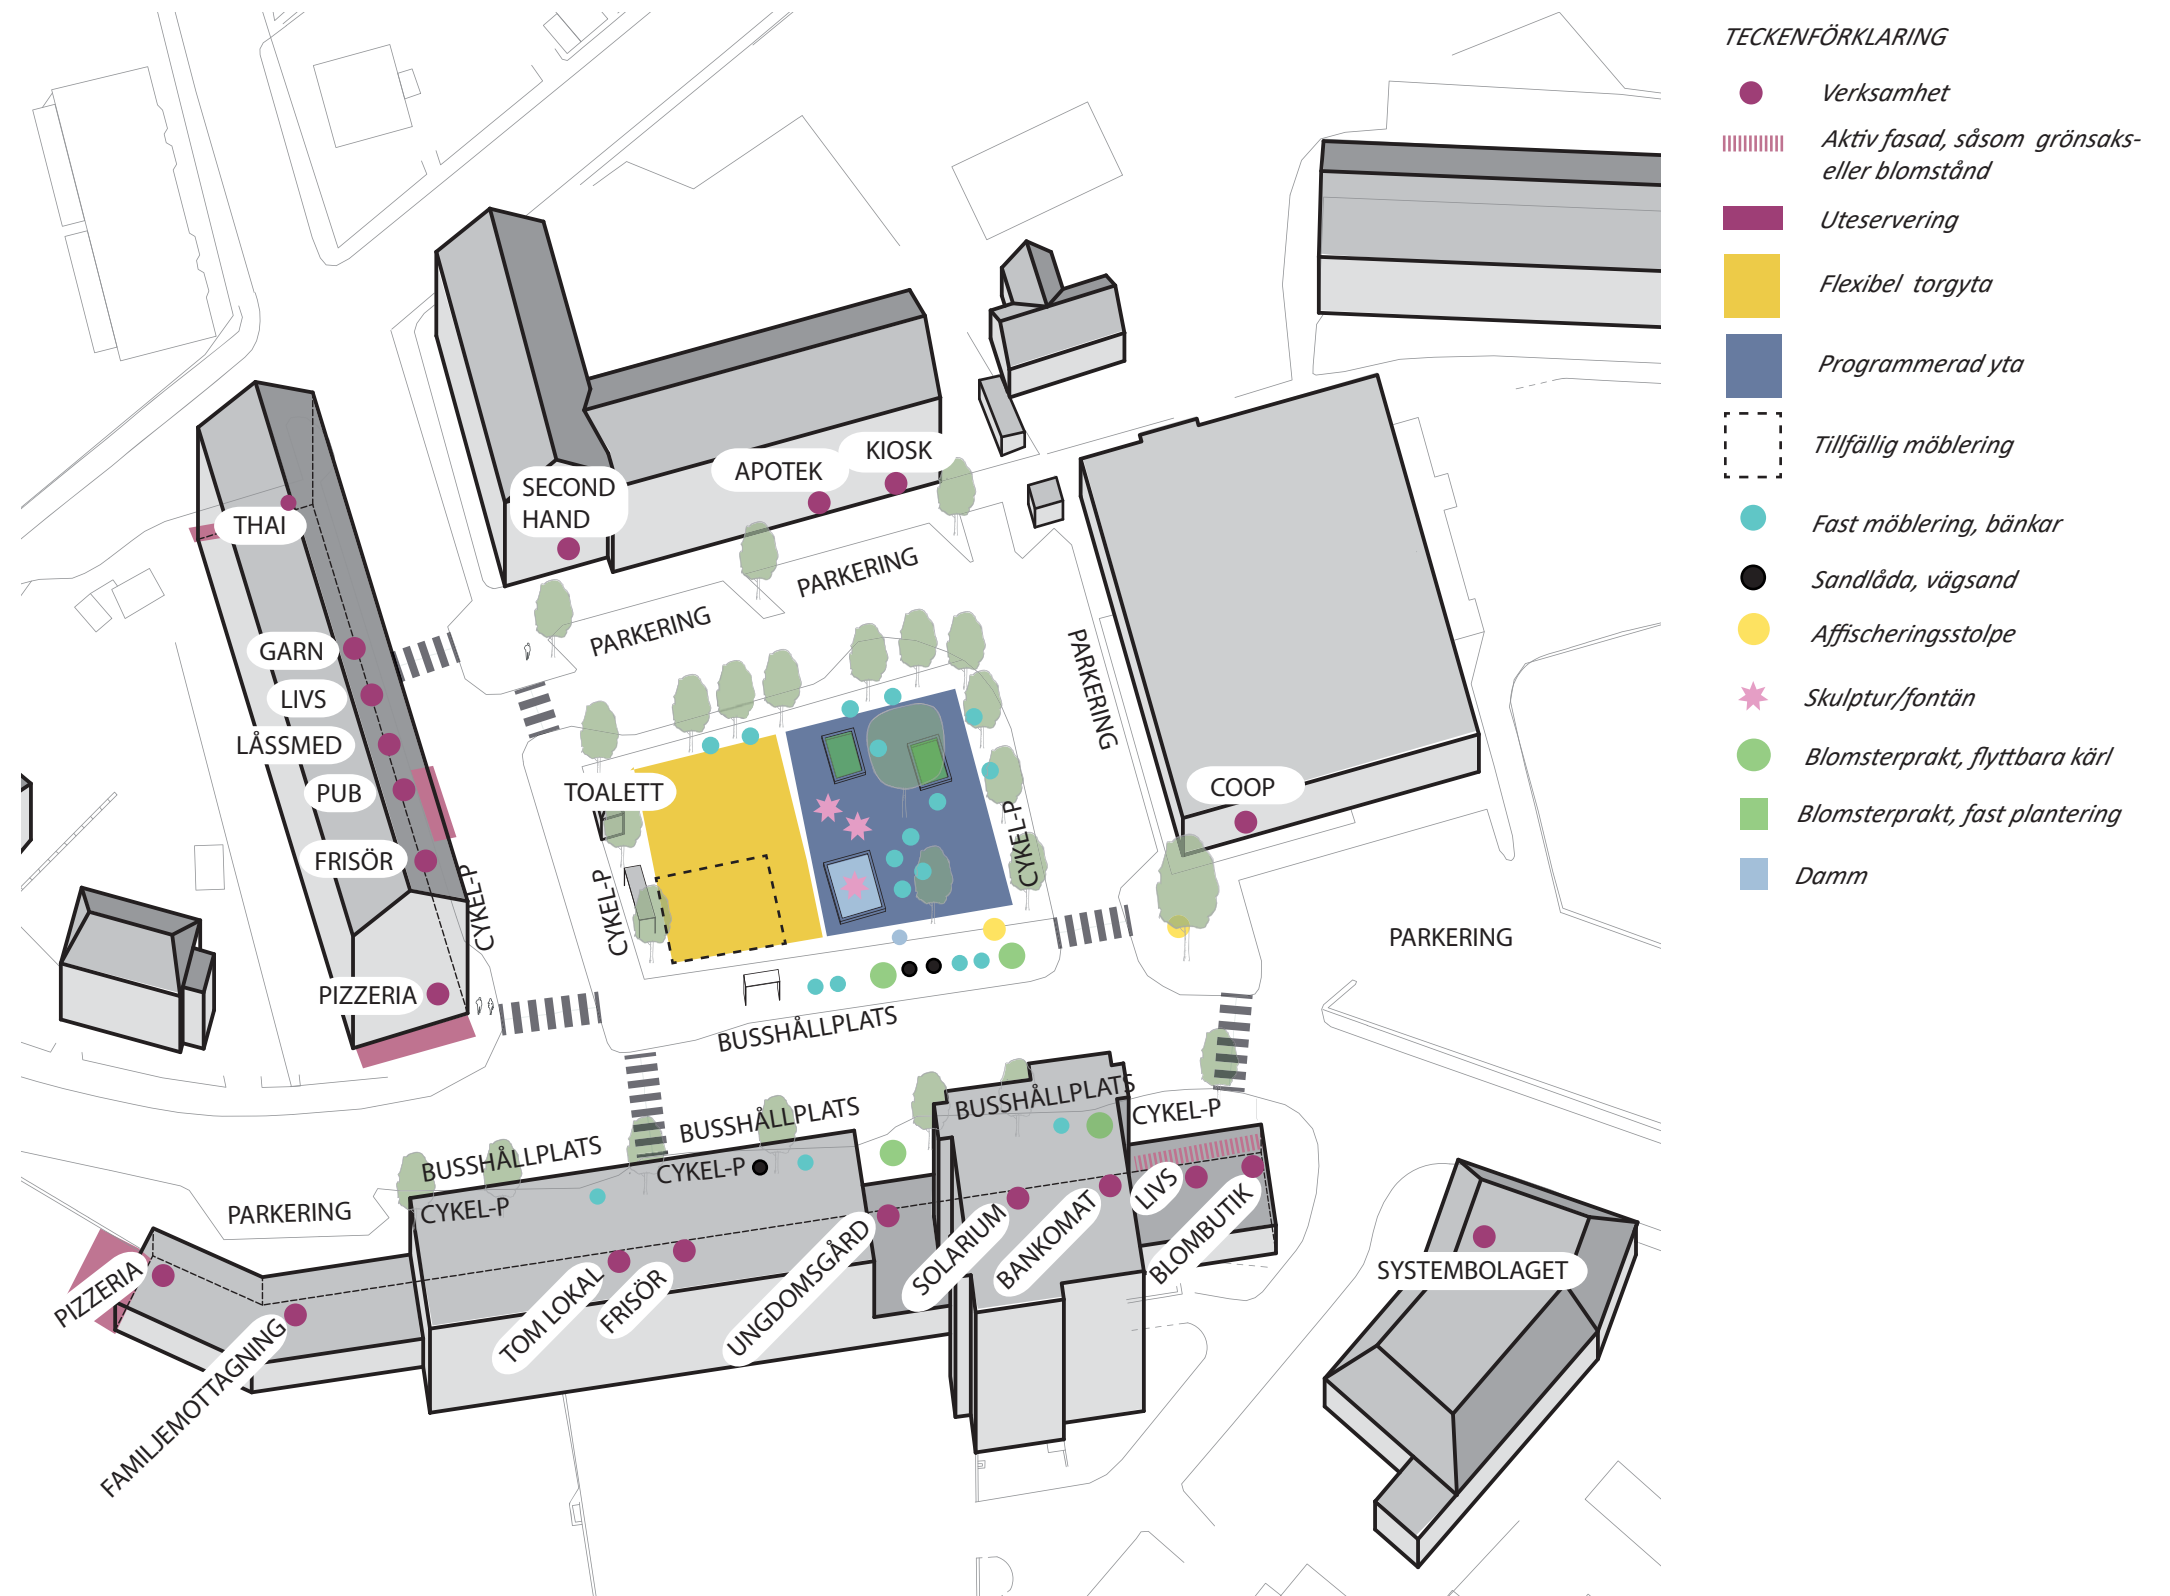 TECKENFÖRKLARING
Verksamhet
Aktiv fasad, såsom grönsaks-
eller blomstånd
Uteservering
Flexibel torgyta
Programmerad yta
Tillfällig möblering
Fast möblering, bänkar
Sandlåda, vägsand
Affischeringsstolpe
Skulptur/fontän
Blomsterprakt, flyttbara kärl
Blomsterprakt, fast plantering
Damm
KIOSK
APOTEK
SECOND
HAND
THAI
PARKERING
PARKERING
PARKERING
GARN
LIVS
LÅSSMED
PUB
FRISÖR
TOALETT
COOP
CYKEL-P
CYKEL-P
CYKEL-P
PARKERING
PIZZERIA
BUSSHÅLLPLATS
BUSSHÅLLPLATS
BUSSHÅLLPLATS
BUSSHÅLLPLATS
CYKEL-P
CYKEL-P
CYKEL-P
PARKERING
PIZZERIA
FAMILJEMOTTAGNING
TOM LOKAL
FRISÖR
UNGDOMSGÅRD
SOLARIUM
BANKOMAT
LIVS
BLOMBUTIK
SYSTEMBOLAGET